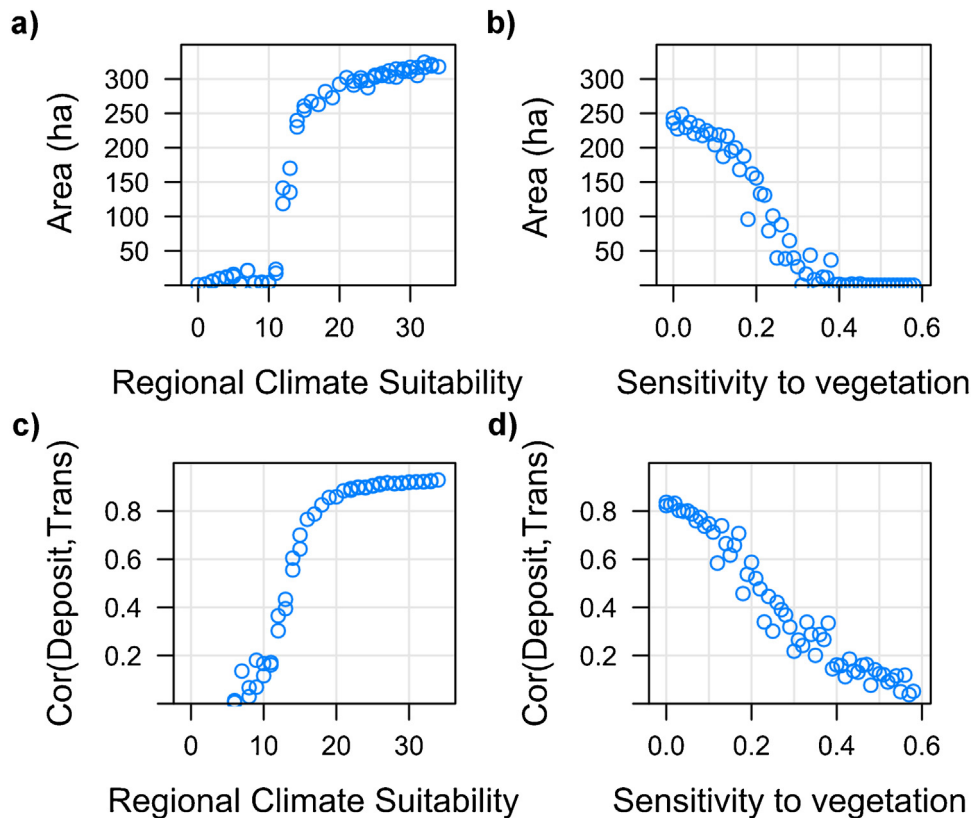 a)
Area (ha)
300
250
200
150
100
50
0 10 20 30
Regional Climate Suitability
b)
Area (ha)
300
250
200
150
100
50
0.0 0.2 0.4 0.6
Sensitivity to vegetation
c)
Cor(Deposit,Trans)
0.8
0.6
0.4
0.2
0 10 20 30
Regional Climate Suitability
d)
Cor(Deposit,Trans)
0.8
0.6
0.4
0.2
0.0 0.2 0.4 0.6
Sensitivity to vegetation